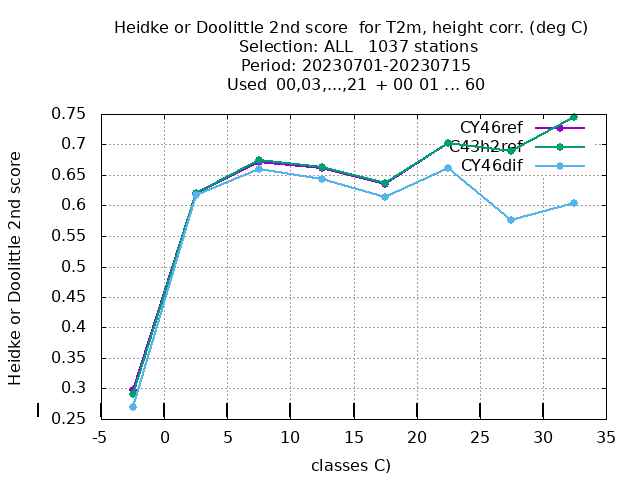 Heidke or Doolittle 2nd score  for T2m, height corr. (deg C)
Selection: ALL   1037 stations
Period: 20230701-20230715
Used  00,03,...,21  + 00 01 ... 60
Heidke or Doolittle 2nd score
0.75
0.7
0.65
0.6
0.55
0.5
0.45
0.4
0.35
0.3
0.25
CY46ref
C43h2ref
CY46dif
-5 0 5 10 15 20 25 30 35
classes C)